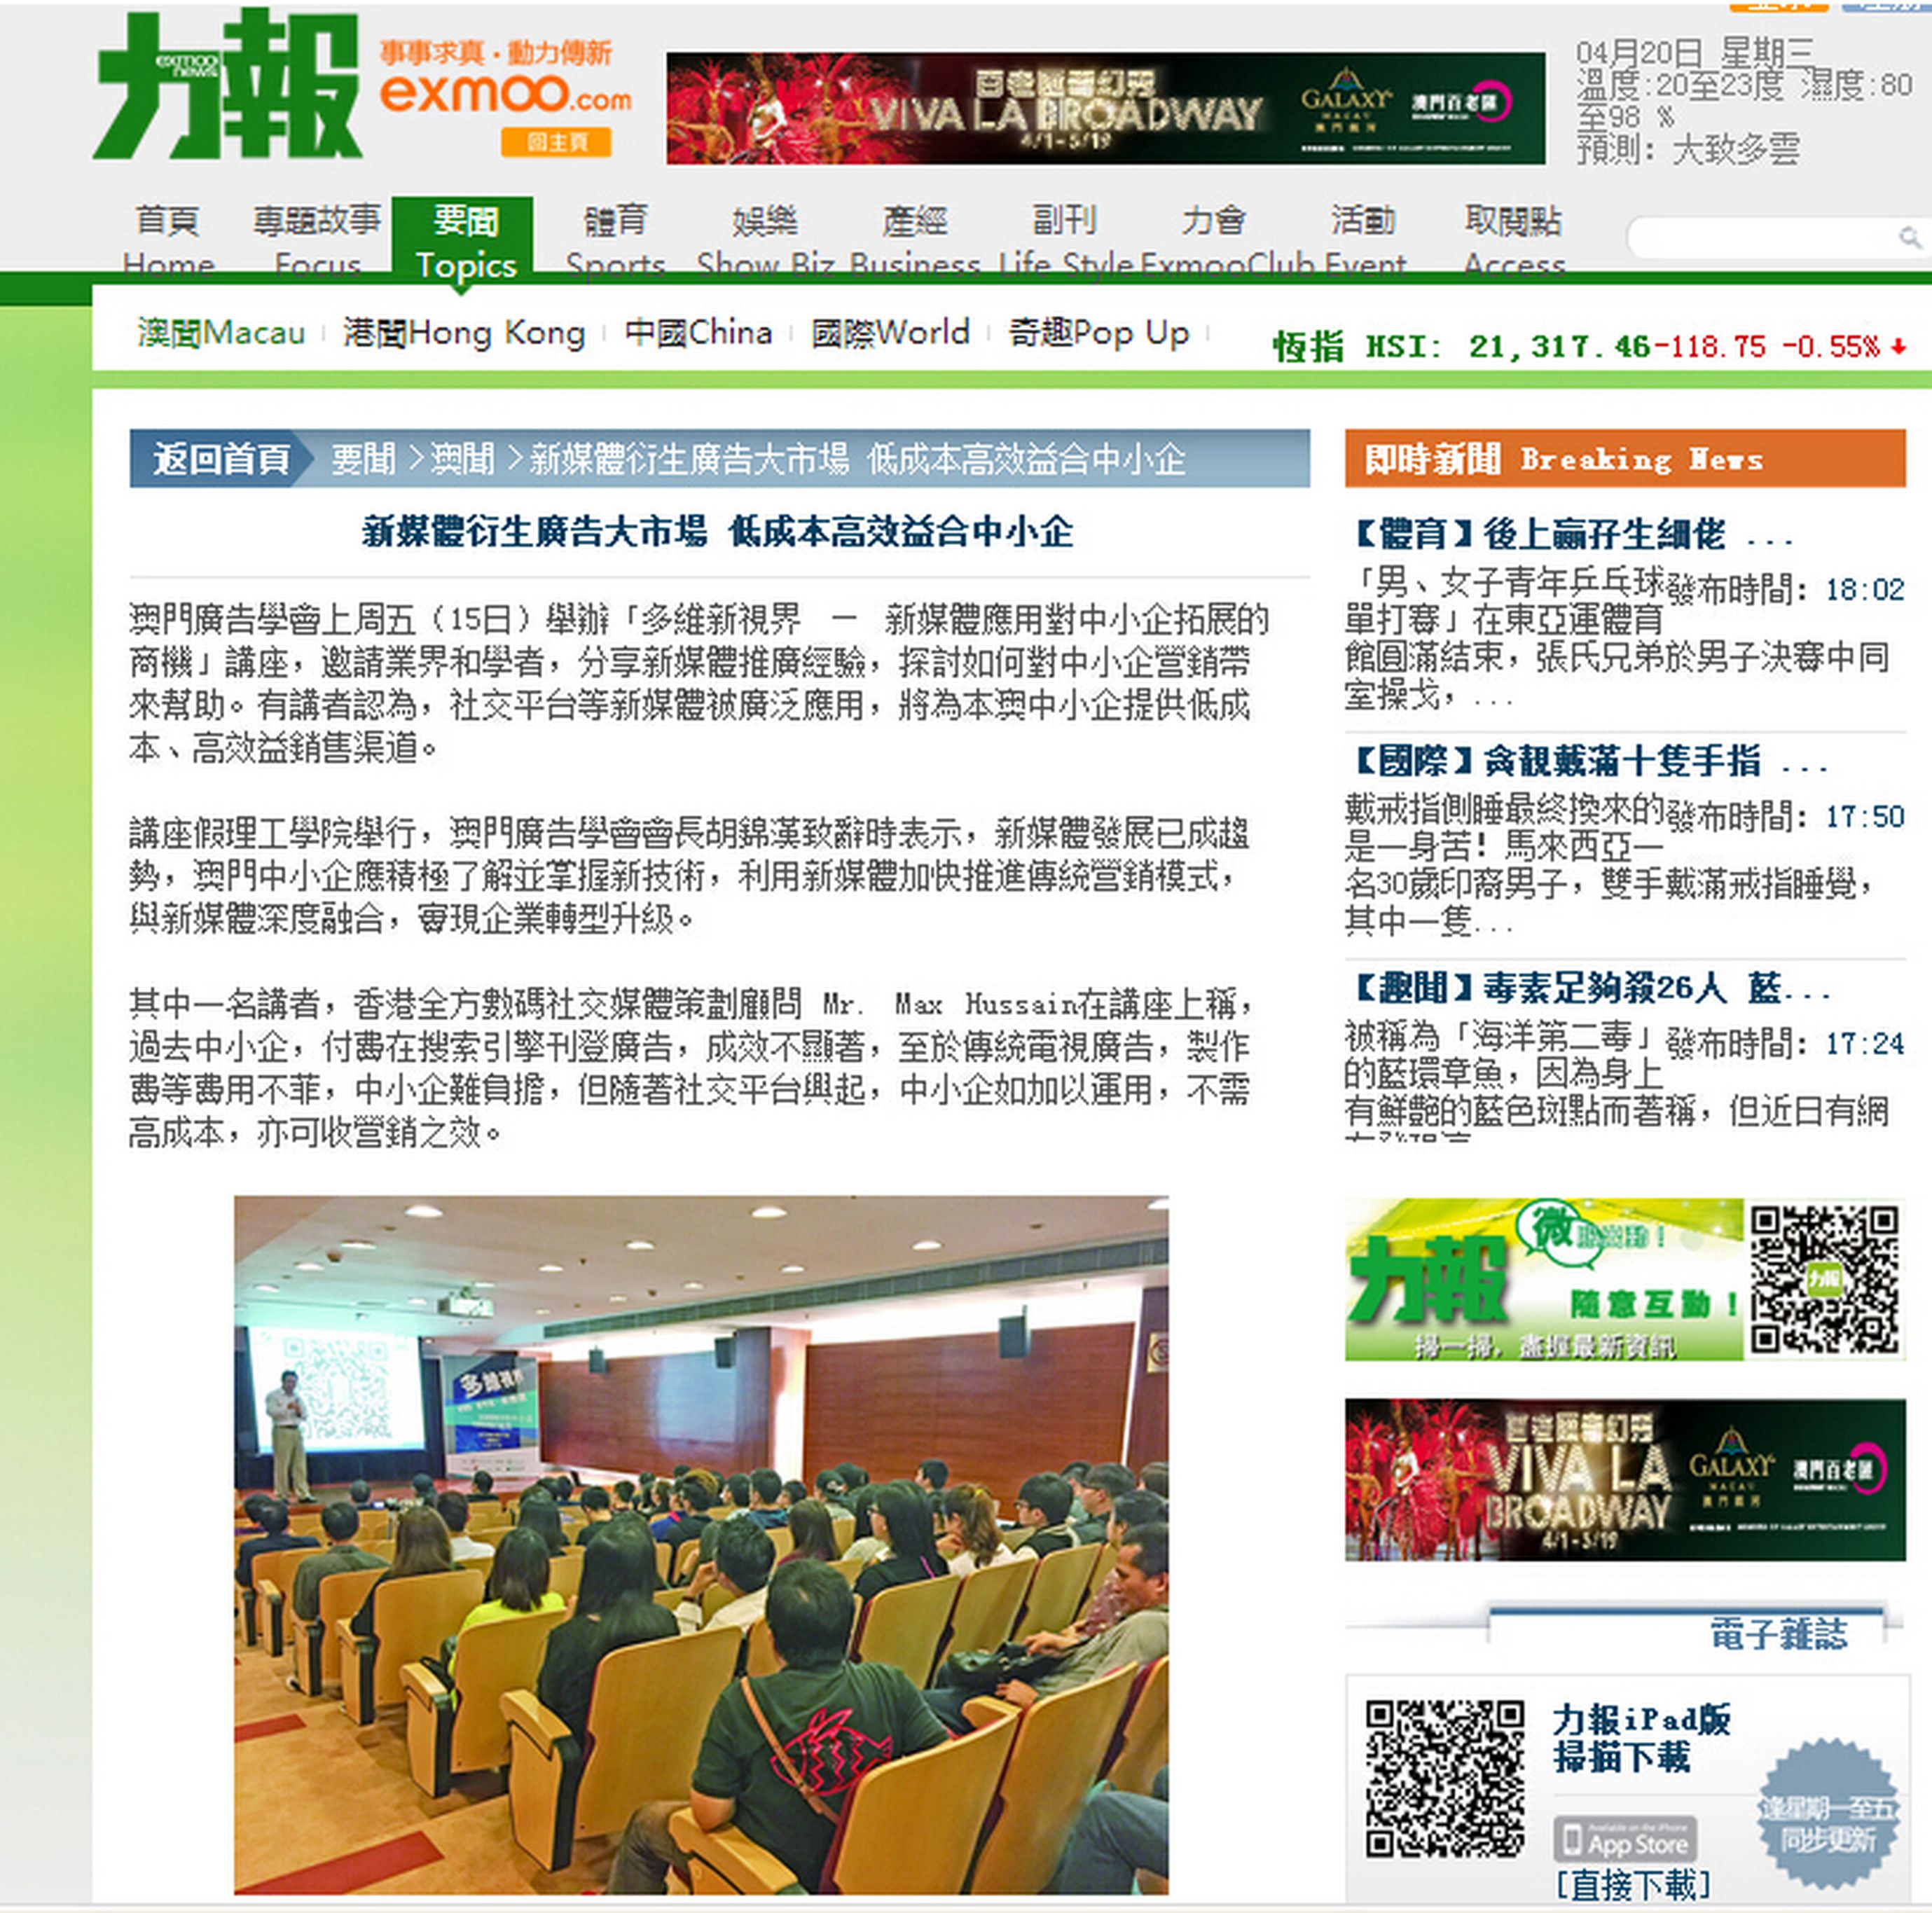 力報
exmoo news
事事求真·動力傳新
exmoo.com
回主頁
VIVA LA BROADWAY
4/1-5/19
GALAXY
MACAU
澳門銀河
澳門百老匯
04月20日 星期三
溫度:20至23度 濕度:80
至98 %
預測: 大致多雲
首頁 專題故事 要聞 體育 娛樂 產經 副刊 力會 活動 取閱點
Home Focus Topics Sports Show Biz Business Life Style ExmooClub Event Access
澳聞Macau 港聞Hong Kong 中國China 國際World 奇趣Pop Up
恆指 HSI: 21,317.46 -118.75 -0.55%
返回首頁 要聞 > 澳聞 > 新媒體衍生廣告大市場 低成本高效益合中小企
新媒體衍生廣告大市場 低成本高效益合中小企
澳門廣告學會上周五（15日）舉辦「多維新視界 － 新媒體應用對中小企拓展的
商機」講座，邀請業界和學者，分享新媒體推廣經驗，探討如何對中小企營銷帶
來幫助。有講者認為，社交平台等新媒體被廣泛應用，將為本澳中小企提供低成
本、高效益銷售渠道。
講座假理工學院舉行，澳門廣告學會會長胡錦漢致辭時表示，新媒體發展已成趨
勢，澳門中小企應積極了解並掌握新技術，利用新媒體加快推進傳統營銷模式，
與新媒體深度融合，實現企業轉型升級。
其中一名講者，香港全方數碼社交媒體策劃顧問 Mr. Max Hussain在講座上稱，
過去中小企，付費在搜索引擎刊登廣告，成效不顯著，至於傳統電視廣告，製作
費等費用不菲，中小企難負擔，但隨著社交平台興起，中小企如加以運用，不需
高成本，亦可收營銷之效。
即時新聞 Breaking News
【體育】後上贏孖生細佬 ...
「男、女子青年乒乓球 發布時間: 18:02
單打賽」在東亞運體育
館圓滿結束，張氏兄弟於男子決賽中同
室操戈，...
【國際】貪靚戴滿十隻手指 ...
戴戒指側睡最終換來的 發布時間: 17:50
是一身苦! 馬來西亞一
名30歲印裔男子，雙手戴滿戒指睡覺，
其中一隻...
【趣聞】毒素足夠殺26人 藍...
被稱為「海洋第二毒」 發布時間: 17:24
的藍環章魚，因為身上
有鮮艷的藍色斑點而著稱，但近日有網
力報
微
隨意互動!
掃一掃，盡握最新資訊
力報
VIVA LA
BROADWAY
4/1-5/19
GALAXY
MACAU
澳門銀河
澳門百老匯
電子雜誌
力報iPad版
掃描下載
Available on the iPhone
App Store
[直接下載]
逢星期一至五
同步更新